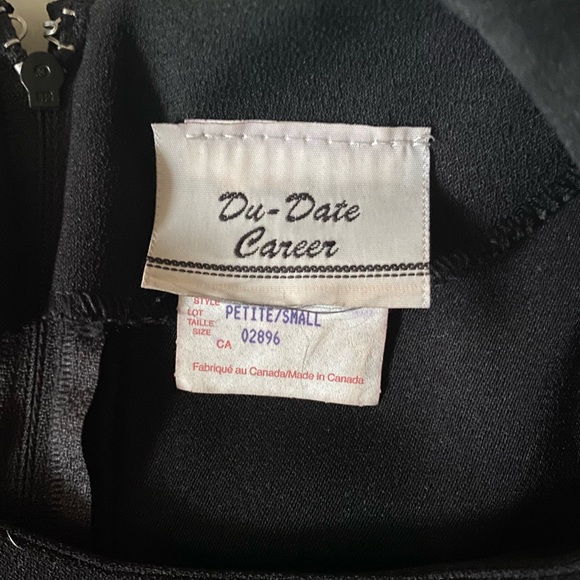 Du-Date
Career
STYLE
LOT PETITE/SMALL
TAILLE
SIZE 02896
CA
Fabriqué au Canada/Made in Canada